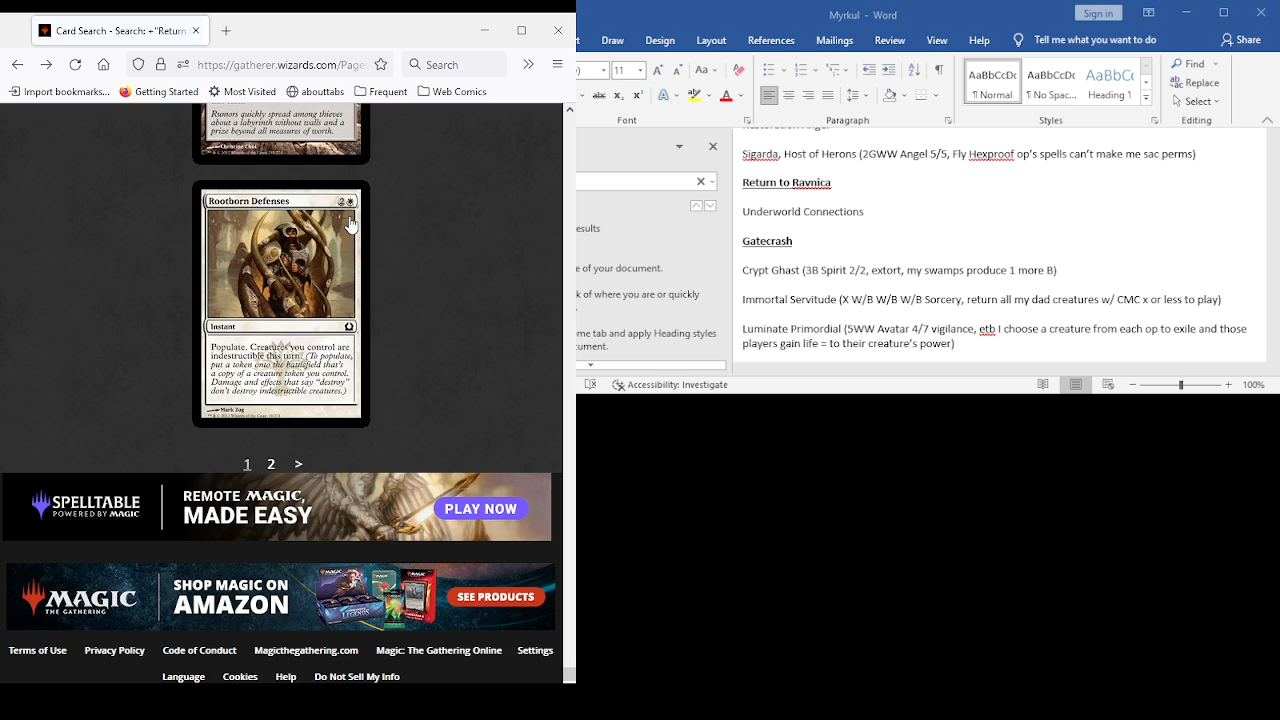 Card Search - Search: +"Return
https://gatherer.wizards.com/Page
Search
Import bookmarks...
Getting Started
Most Visited
abouttabs
Frequent
Web Comics
Rumors quickly spread among thieves
about a labyrinth without walls and a
prize beyond all measures of worth.
Rootborn Defenses
2
Instant
Populate. Creatures you control are
indestructible this turn. (To populate,
put a token onto the battlefield that's
a copy of a creature token you control.
Damage and effects that say "destroy"
don't destroy indestructible creatures.)
Mark Zug
1 2 >
SPELLTABLE
POWERED BY MAGIC
REMOTE MAGIC,
MADE EASY
PLAY NOW
MAGIC
THE GATHERING
SHOP MAGIC ON
AMAZON
SEE PRODUCTS
Terms of Use
Privacy Policy
Code of Conduct
Magicthegathering.com
Magic: The Gathering Online
Settings
Language
Cookies
Help
Do Not Sell My Info
Myrkul - Word
Sign in
Draw
Design
Layout
References
Mailings
Review
View
Help
Tell me what you want to do
Share
11
Aa
abc
x₂
x²
AaBbCcDc
AaBbCcDc
AaBbCc
¶ Normal
¶ No Spac...
Heading 1
Find
Replace
Select
Font
Paragraph
Styles
Editing
esults
e of your document.
k of where you are or quickly
me tab and apply Heading styles
cument.
Sigarda, Host of Herons (2GWW Angel 5/5, Fly Hexproof op's spells can't make me sac perms)
Return to Ravnica
Underworld Connections
Gatecrash
Crypt Ghast (3B Spirit 2/2, extort, my swamps produce 1 more B)
Immortal Servitude (X W/B W/B W/B Sorcery, return all my dad creatures w/ CMC x or less to play)
Luminate Primordial (5WW Avatar 4/7 vigilance, etb I choose a creature from each op to exile and those
players gain life = to their creature's power)
Accessibility: Investigate
100%